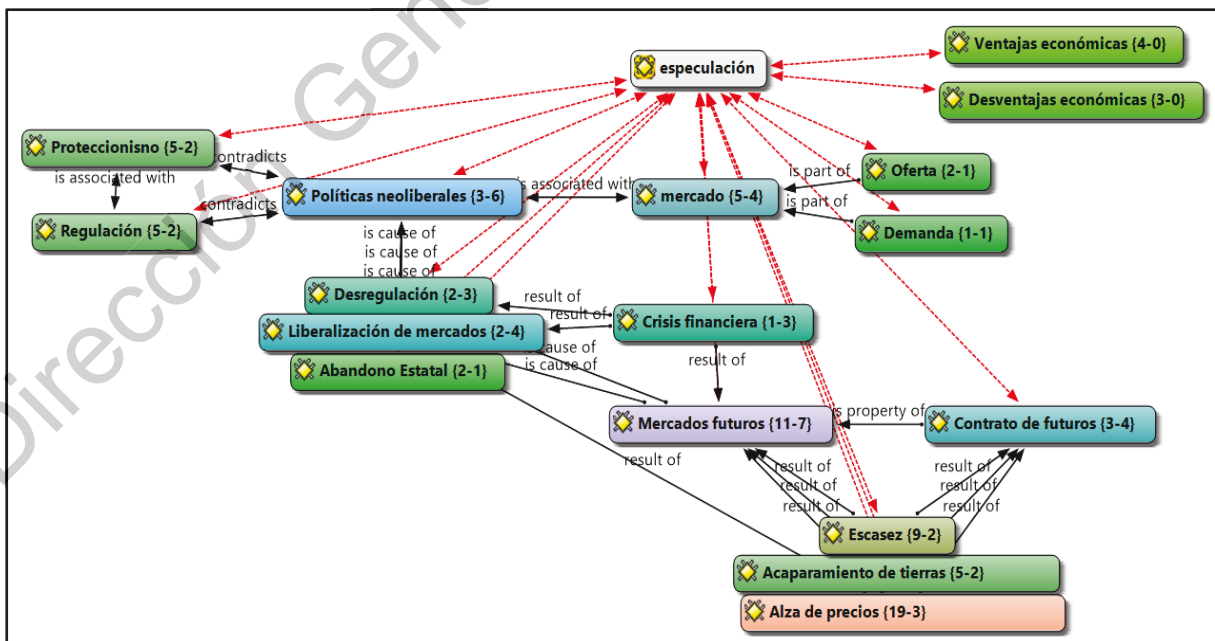 Ventajas económicas {4-0}
especulación
Desventajas económicas {3-0}
Proteccionisno {5-2}
contradicts
is associated with
Oferta {2-1}
is part of
Políticas neoliberales {3-6}
is associated with
mercado {5-4}
is part of
contradicts
Regulación {5-2}
Demanda {1-1}
is cause of
is cause of
is cause of
Desregulación {2-3}
result of
result of
Liberalización de mercados {2-4}
Crisis financiera {1-3}
is cause of
is cause of
result of
Abandono Estatal {2-1}
Mercados futuros {11-7}
is property of
Contrato de futuros {3-4}
result of
result of
result of
result of
result of
result of
result of
Escasez {9-2}
Acaparamiento de tierras {5-2}
Alza de precios {19-3}
Dirección Gene